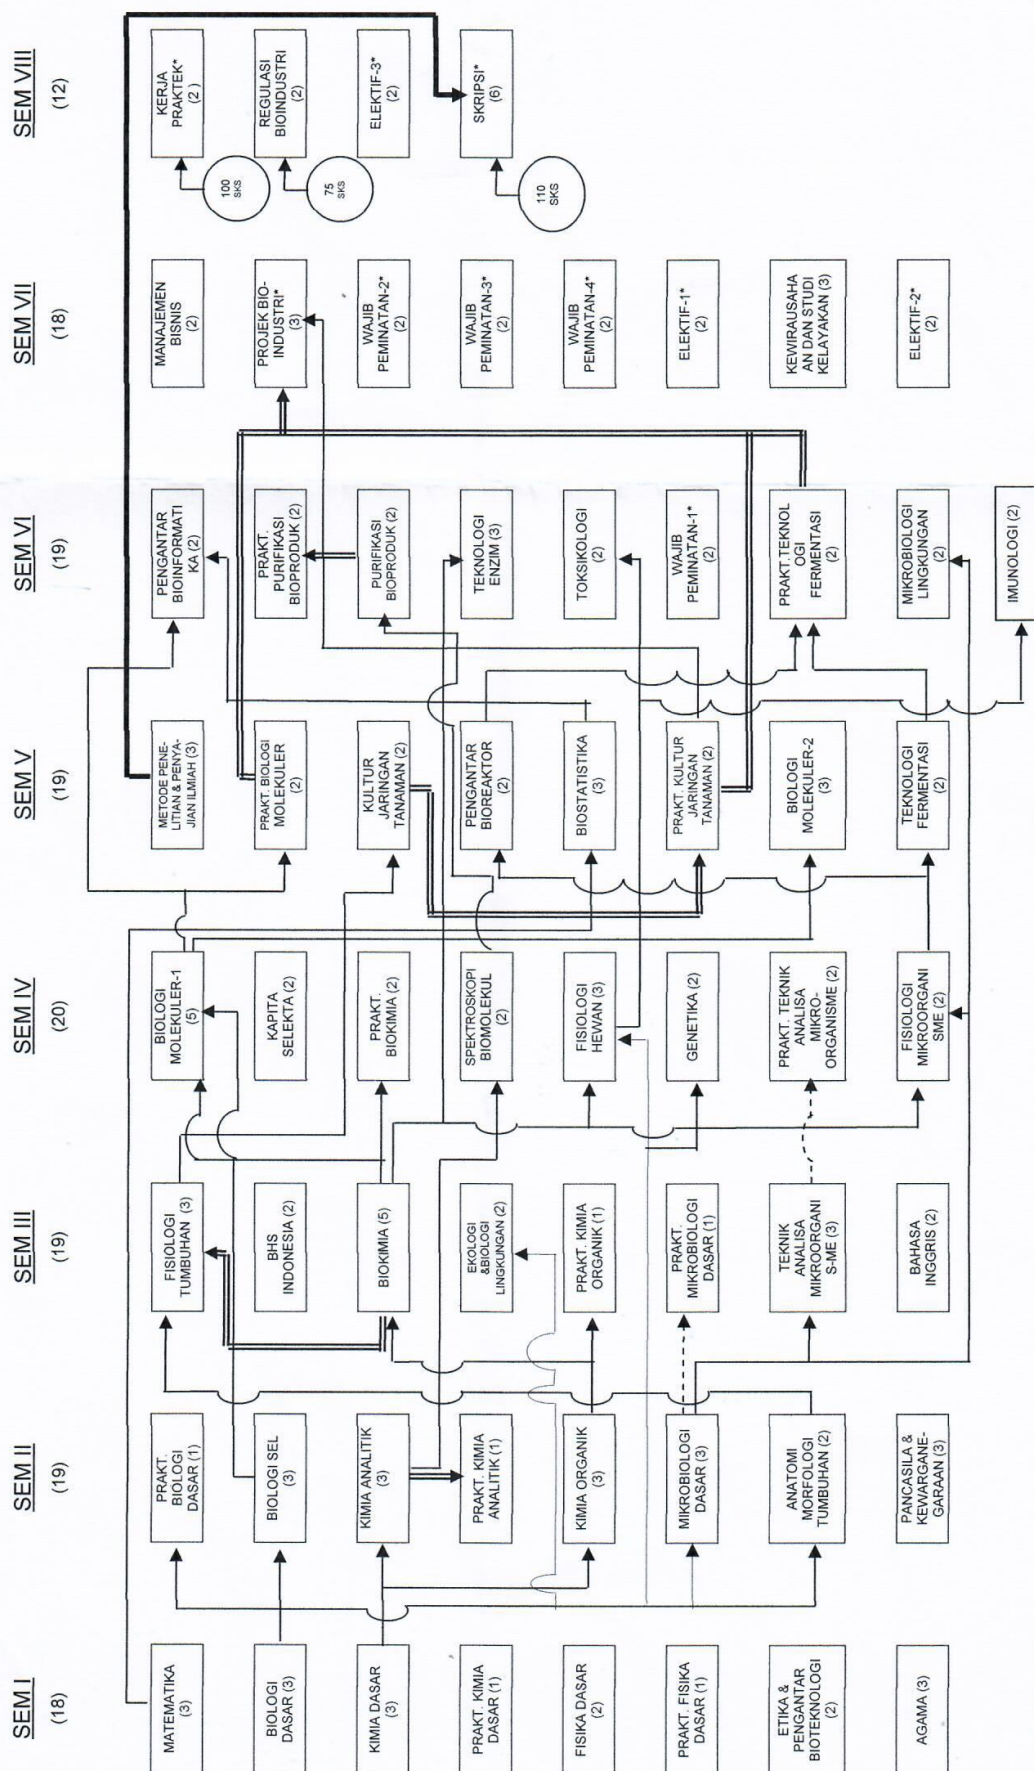 SEM I
(18)
MATEMATIKA
(3)
BIOLOGI
DASAR (3)
KIMIA DASAR
(3)
PRAKT. KIMIA
DASAR (1)
FISIKA DASAR
(2)
PRAKT. FISIKA
DASAR (1)
ETIKA &
PENGANTAR
BIOTEKNOLOGI
(2)
AGAMA (3)
SEM II
(19)
PRAKT.
BIOLOGI
DASAR (1)
BIOLOGI SEL
(3)
KIMIA ANALITIK
(3)
PRAKT. KIMIA
ANALITIK (1)
KIMIA ORGANIK
(3)
MIKROBIOLOGI
DASAR (3)
ANATOMI
MORFOLOGI
TUMBUHAN (2)
PANCASILA &
KEWARGANE-
GARAAN (3)
SEM III
(19)
FISIOLOGI
TUMBUHAN (3)
BHS
INDONESIA (2)
BIOKIMIA (5)
EKOLOGI
&BIOLOGI
LINGKUNGAN (2)
PRAKT. KIMIA
ORGANIK (1)
PRAKT.
MIKROBIOLOGI
DASAR (1)
TEKNIK
ANALISA
MIKROORGANI
S-ME (3)
BAHASA
INGGRIS (2)
SEM IV
(20)
BIOLOGI
MOLEKULER-1
(5)
KAPITA
SELEKTA (2)
PRAKT.
BIOKIMIA (2)
SPEKTROSKOPI
BIOMOLEKUL
(2)
FISIOLOGI
HEWAN (3)
GENETIKA (2)
PRAKT. TEKNIK
ANALISA
MIKRO-
ORGANISME (2)
FISIOLOGI
MIKROORGANI
SME (2)
SEM V
(19)
METODE PENE-
LITIAN & PENYA-
JIAN ILMIAH (3)
PRAKT. BIOLOGI
MOLEKULER
(2)
KULTUR
JARINGAN
TANAMAN (2)
PENGANTAR
BIOREAKTOR
(2)
BIOSTATISTIKA
(3)
PRAKT. KULTUR
JARINGAN
TANAMAN (2)
BIOLOGI
MOLEKULER-2
(3)
TEKNOLOGI
FERMENTASI
(2)
SEM VI
(19)
PENGANTAR
BIOINFORMATI
KA (2)
PRAKT.
PURIFIKASI
BIOPRODUK (2)
PURIFIKASI
BIOPRODUK (2)
TEKNOLOGI
ENZIM (3)
TOKSIKOLOGI
(2)
WAJIB
PEMINATAN-1*
(2)
PRAKT.TEKNOL
OGI
FERMENTASI
(2)
MIKROBIOLOGI
LINGKUNGAN
(2)
IMUNOLOGI (2)
SEM VII
(18)
MANAJEMEN
BISNIS
(2)
PROJEK BIO-
INDUSTRI*
(3)
WAJIB
PEMINATAN-2*
(2)
WAJIB
PEMINATAN-3*
(2)
WAJIB
PEMINATAN-4*
(2)
ELEKTIF-1*
(2)
KEWIRAUSAHA
AN DAN STUDI
KELAYAKAN (3)
ELEKTIF-2*
(2)
SEM VIII
(12)
KERJA
PRAKTEK*
(2 )
REGULASI
BIOINDUSTRI
(2)
ELEKTIF-3*
(2)
SKRIPSI*
(6)
100
SKS
75
SKS
110
SKS